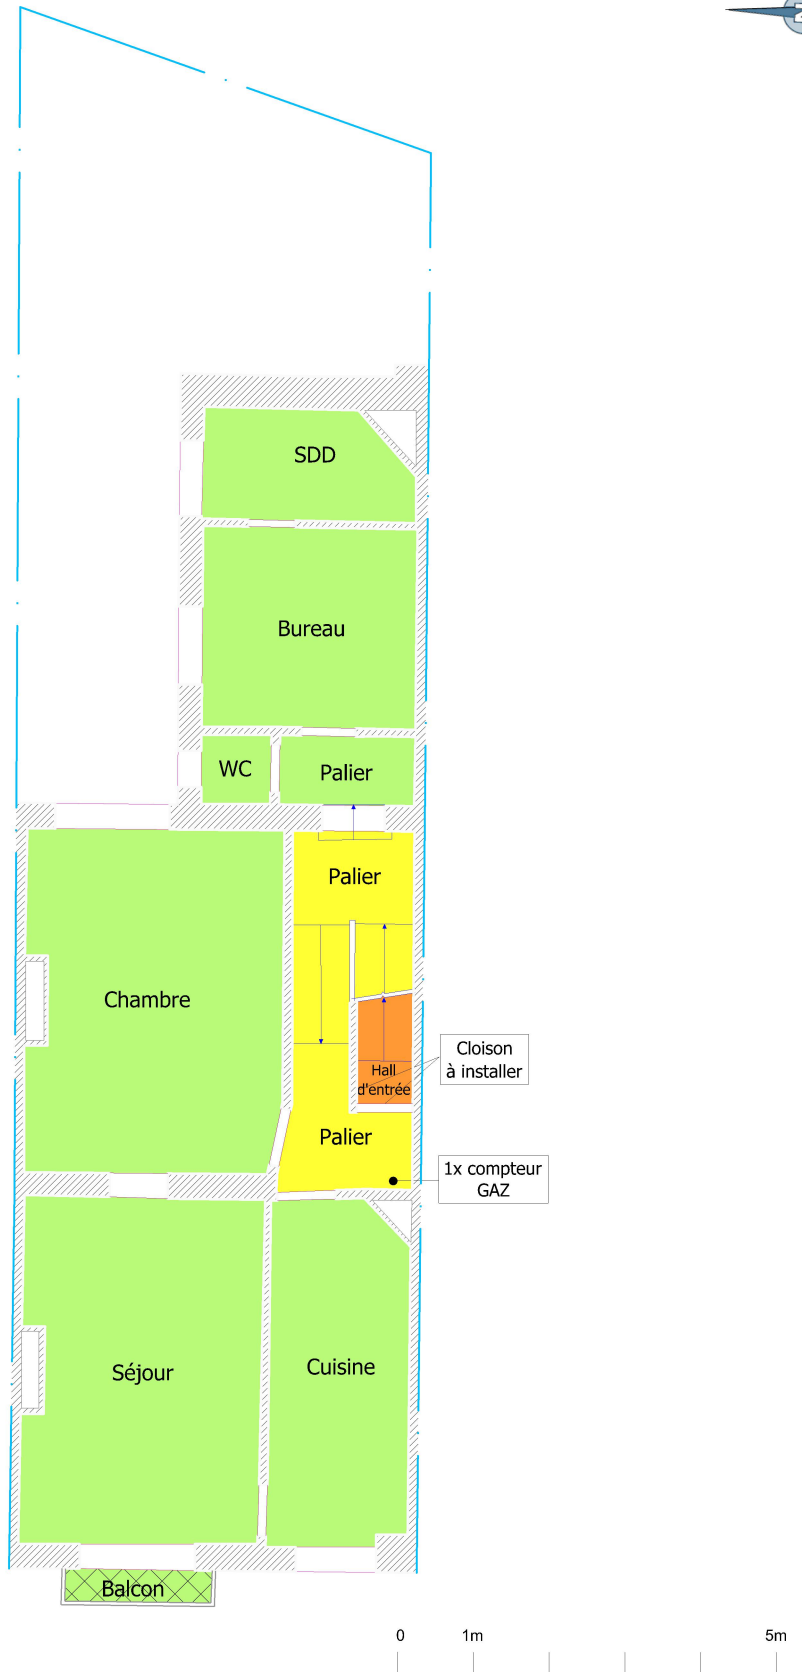 SDD
Bureau
WC
Palier
Palier
Chambre
Cloison
à installer
Hall
d'entrée
Palier
1x compteur
GAZ
Séjour
Cuisine
Balcon
0 1m 5m